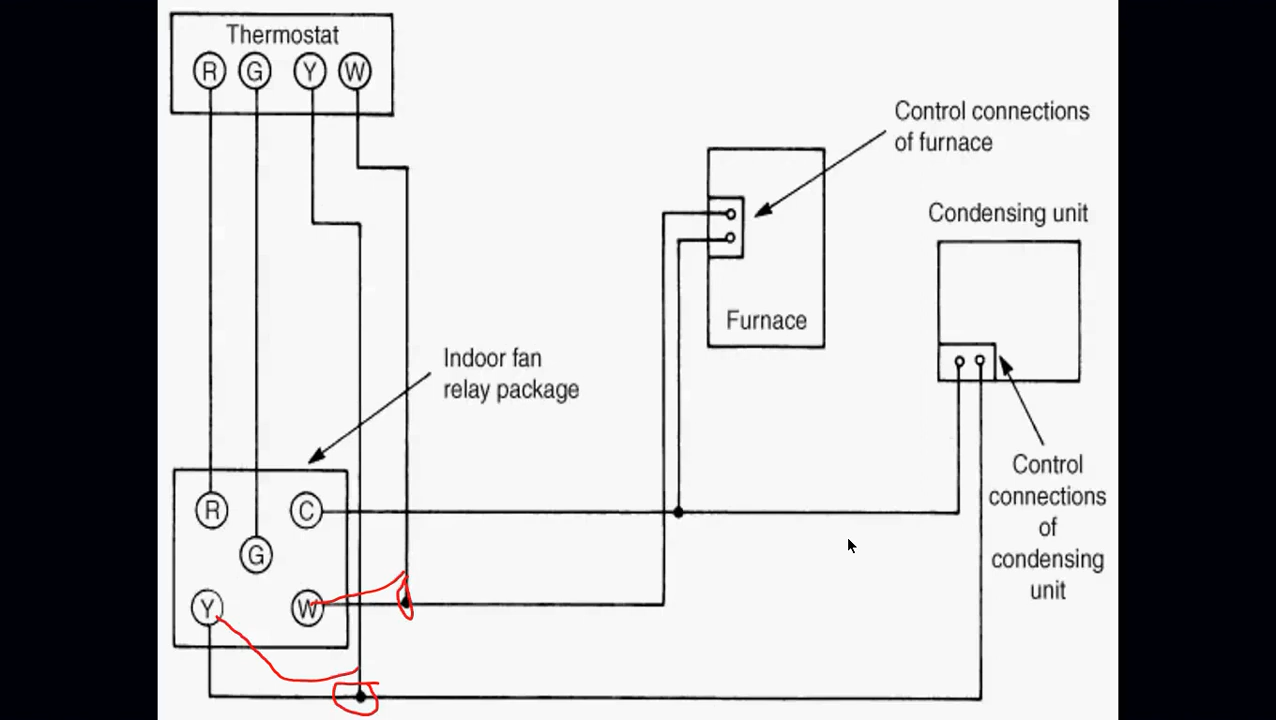 Thermostat
R G Y W
Control connections
of furnace
Condensing unit
Furnace
Indoor fan
relay package
R
C
G
Y
W
Control
connections
of
condensing
unit